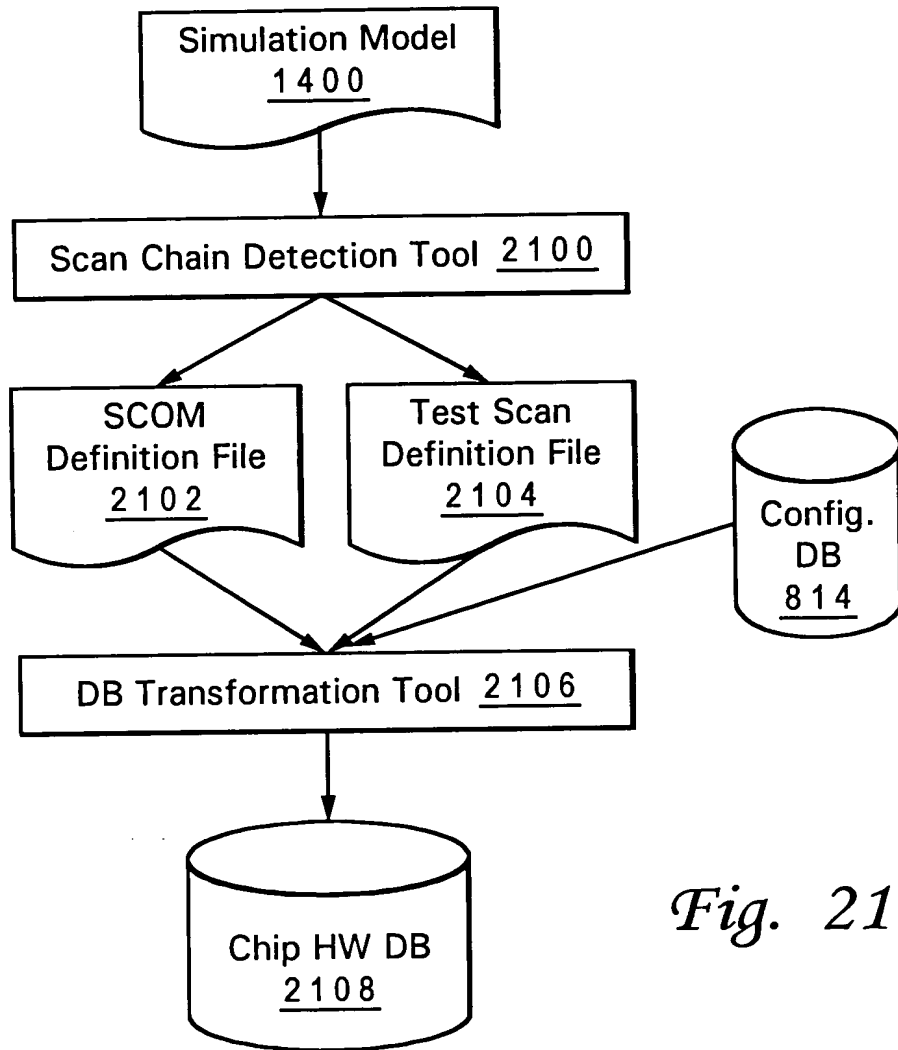 Simulation Model
1400
Scan Chain Detection Tool 2100
SCOM
Definition File
2102
Test Scan
Definition File
2104
Config.
DB
814
DB Transformation Tool 2106
Chip HW DB
2108
Fig. 21